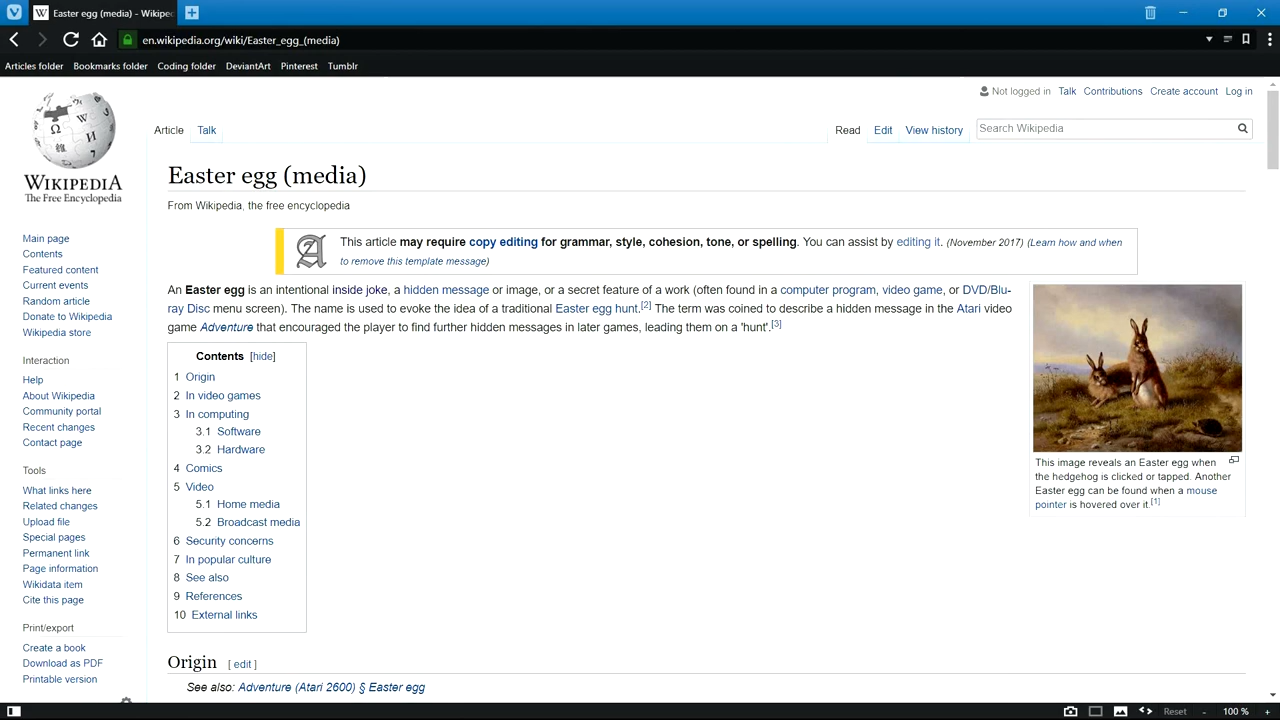 Easter egg (media) - Wikipe
en.wikipedia.org/wiki/Easter_egg_(media)
Articles folder Bookmarks folder Coding folder DeviantArt Pinterest Tumblr
Not logged in Talk Contributions Create account Log in
Article Talk Read Edit View history Search Wikipedia
WIKIPEDIA
The Free Encyclopedia
Main page
Contents
Featured content
Current events
Random article
Donate to Wikipedia
Wikipedia store
Interaction
Help
About Wikipedia
Community portal
Recent changes
Contact page
Tools
What links here
Related changes
Upload file
Special pages
Permanent link
Page information
Wikidata item
Cite this page
Print/export
Create a book
Download as PDF
Printable version
Easter egg (media)
From Wikipedia, the free encyclopedia
This article may require copy editing for grammar, style, cohesion, tone, or spelling. You can assist by editing it. (November 2017) (Learn how and when
to remove this template message)
An Easter egg is an intentional inside joke, a hidden message or image, or a secret feature of a work (often found in a computer program, video game, or DVD/Blu-
ray Disc menu screen). The name is used to evoke the idea of a traditional Easter egg hunt.[2] The term was coined to describe a hidden message in the Atari video
game Adventure that encouraged the player to find further hidden messages in later games, leading them on a 'hunt'.[3]
Contents [hide]
1 Origin
2 In video games
3 In computing
3.1 Software
3.2 Hardware
4 Comics
5 Video
5.1 Home media
5.2 Broadcast media
6 Security concerns
7 In popular culture
8 See also
9 References
10 External links
This image reveals an Easter egg when
the hedgehog is clicked or tapped. Another
Easter egg can be found when a mouse
pointer is hovered over it.[1]
Origin [ edit ]
See also: Adventure (Atari 2600) § Easter egg
Reset - 100 % +